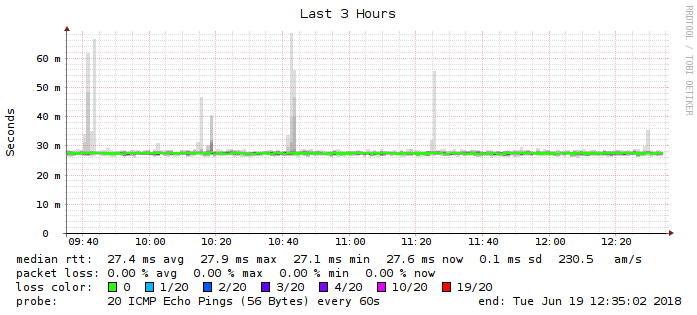 Last 3 Hours
RRDTOOL / TOBI OETIKER
Seconds
60 m
50 m
40 m
30 m
20 m
10 m
0
09:40 10:00 10:20 10:40 11:00 11:20 11:40 12:00 12:20
median rtt: 27.4 ms avg 27.9 ms max 27.1 ms min 27.6 ms now 0.1 ms sd 230.5 am/s
packet loss: 0.00 % avg 0.00 % max 0.00 % min 0.00 % now
loss color: 0 1/20 2/20 3/20 4/20 10/20 19/20
probe: 20 ICMP Echo Pings (56 Bytes) every 60s end: Tue Jun 19 12:35:02 2018